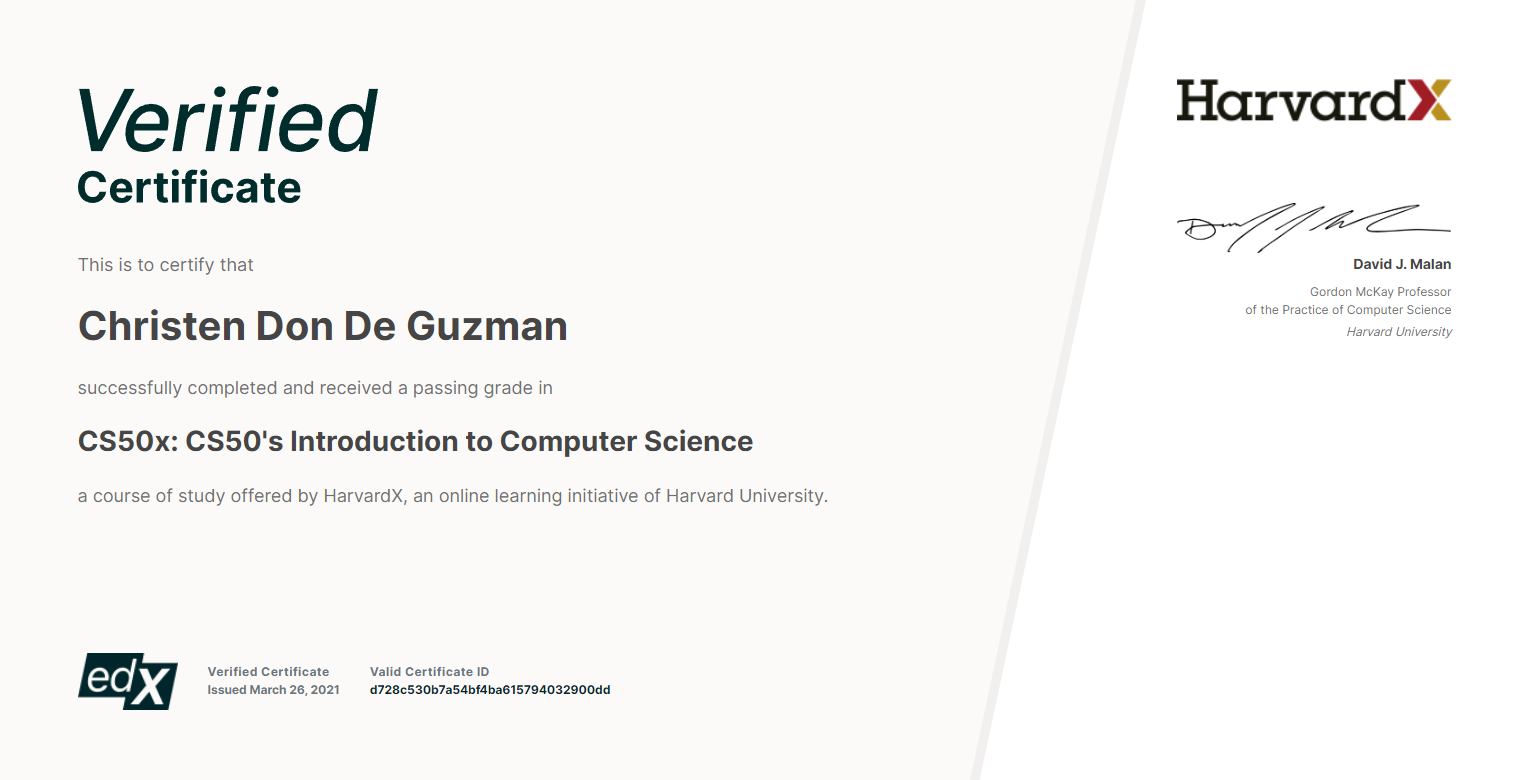 Verified
Certificate
This is to certify that
Christen Don De Guzman
successfully completed and received a passing grade in
CS50x: CS50's Introduction to Computer Science
a course of study offered by HarvardX, an online learning initiative of Harvard University.
edX
Verified Certificate
Issued March 26, 2021
Valid Certificate ID
d728c530b7a54bf4ba615794032900dd
HarvardX
David J. Malan
Gordon McKay Professor
of the Practice of Computer Science
Harvard University